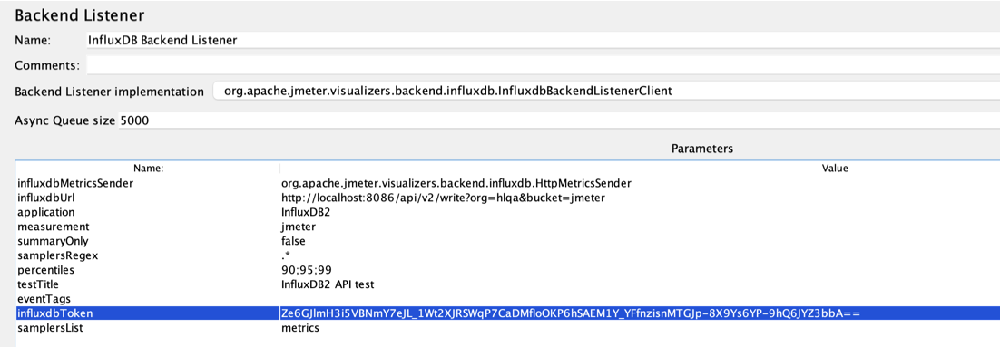 Backend Listener
Name: InfluxDB Backend Listener
Comments:
Backend Listener implementation org.apache.jmeter.visualizers.backend.influxdb.InfluxdbBackendListenerClient
Async Queue size 5000
Parameters
Name: Value
influxdbMetricsSender org.apache.jmeter.visualizers.backend.influxdb.HttpMetricsSender
influxdbUrl http://localhost:8086/api/v2/write?org=hlqa&bucket=jmeter
application InfluxDB2
measurement jmeter
summaryOnly false
samplersRegex .*
percentiles 90;95;99
testTitle InfluxDB2 API test
eventTags
influxdbToken Ze6GJlmH3i5VBNmY7eJL_1Wt2XJRSWqP7CaDMfloOKP6hSAEM1Y_YFfnzisnMTGJp-8X9Ys6YP-9hQ6JYZ3bbA==
samplersList metrics